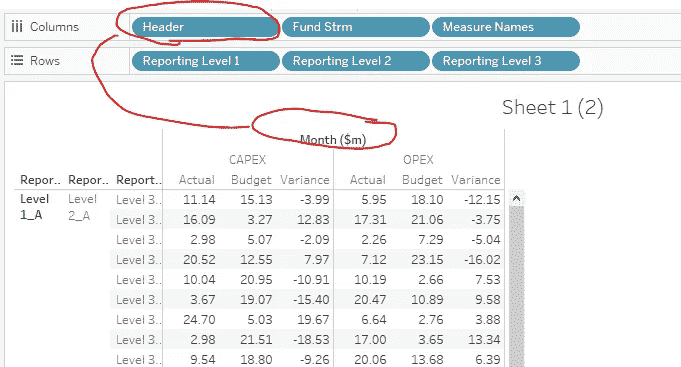 Columns Header Fund Strm Measure Names
Rows Reporting Level 1 Reporting Level 2 Reporting Level 3
Sheet 1 (2)
Month ($m)
CAPEX OPEX
Repor.. Repor.. Report.. Actual Budget Variance Actual Budget Variance
Level 1_A Level 2_A Level 3.. 11.14 15.13 -3.99 5.95 18.10 -12.15
Level 3.. 16.09 3.27 12.83 17.31 21.06 -3.75
Level 3.. 2.98 5.07 -2.09 2.26 7.29 -5.04
Level 3.. 20.52 12.55 7.97 7.12 23.15 -16.02
Level 3.. 10.04 20.95 -10.91 10.19 2.66 7.53
Level 3.. 3.67 19.07 -15.40 20.47 10.89 9.58
Level 3.. 24.70 5.03 19.67 6.64 2.76 3.88
Level 3.. 2.98 21.51 -18.53 17.00 3.65 13.34
Level 3.. 9.54 18.80 -9.26 20.06 13.68 6.39